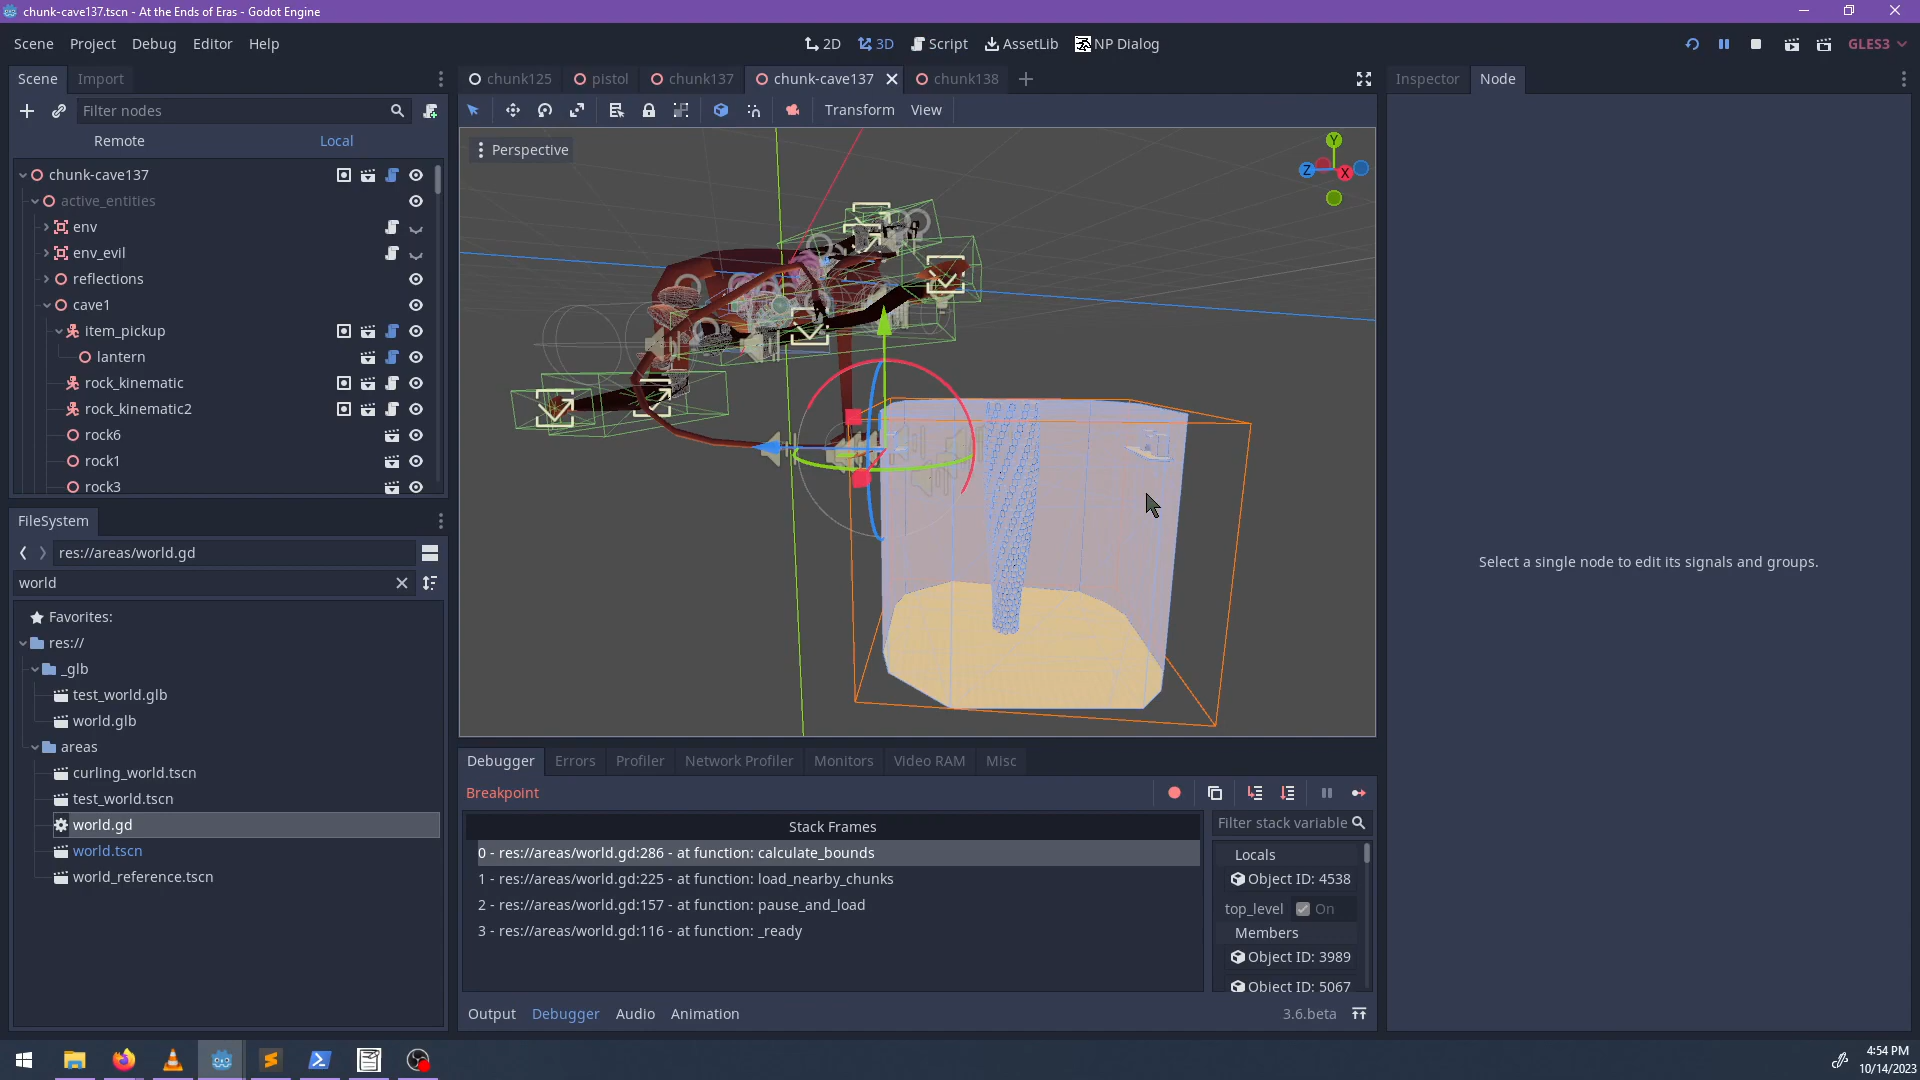 chunk-cave137.tscn - At the Ends of Eras - Godot Engine
Scene Project Debug Editor Help
2D 3D Script AssetLib NP Dialog
GLES3
Scene Import
chunk125 pistol chunk137 chunk-cave137 chunk138
Inspector Node
Filter nodes
Transform View
Remote Local
Perspective
Y
Z
X
chunk-cave137
active_entities
env
env_evil
reflections
cave1
item_pickup
lantern
rock_kinematic
rock_kinematic2
rock6
rock1
rock3
Select a single node to edit its signals and groups.
FileSystem
res://areas/world.gd
world
Favorites:
res://
_glb
test_world.glb
world.glb
areas
curling_world.tscn
test_world.tscn
world.gd
world.tscn
world_reference.tscn
Debugger Errors Profiler Network Profiler Monitors Video RAM Misc
Breakpoint
Stack Frames
0 - res://areas/world.gd:286 - at function: calculate_bounds
1 - res://areas/world.gd:225 - at function: load_nearby_chunks
2 - res://areas/world.gd:157 - at function: pause_and_load
3 - res://areas/world.gd:116 - at function: _ready
Filter stack variable
Locals
Object ID: 4538
top_level On
Members
Object ID: 3989
Object ID: 5067
Output Debugger Audio Animation
3.6.beta
4:54 PM
10/14/2023